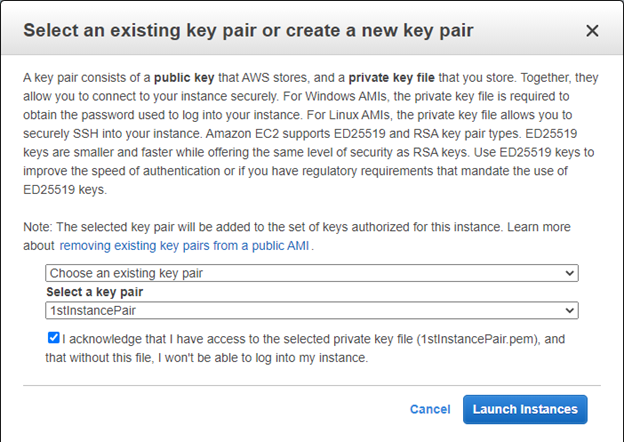 Select an existing key pair or create a new key pair
A key pair consists of a public key that AWS stores, and a private key file that you store. Together, they
allow you to connect to your instance securely. For Windows AMIs, the private key file is required to
obtain the password used to log into your instance. For Linux AMIs, the private key file allows you to
securely SSH into your instance. Amazon EC2 supports ED25519 and RSA key pair types. ED25519
keys are smaller and faster while offering the same level of security as RSA keys. Use ED25519 keys to
improve the speed of authentication or if you have regulatory requirements that mandate the use of
ED25519 keys.
Note: The selected key pair will be added to the set of keys authorized for this instance. Learn more
about removing existing key pairs from a public AMI .
Choose an existing key pair
Select a key pair
1stInstancePair
I acknowledge that I have access to the selected private key file (1stInstancePair.pem), and
that without this file, I won't be able to log into my instance.
Cancel Launch Instances